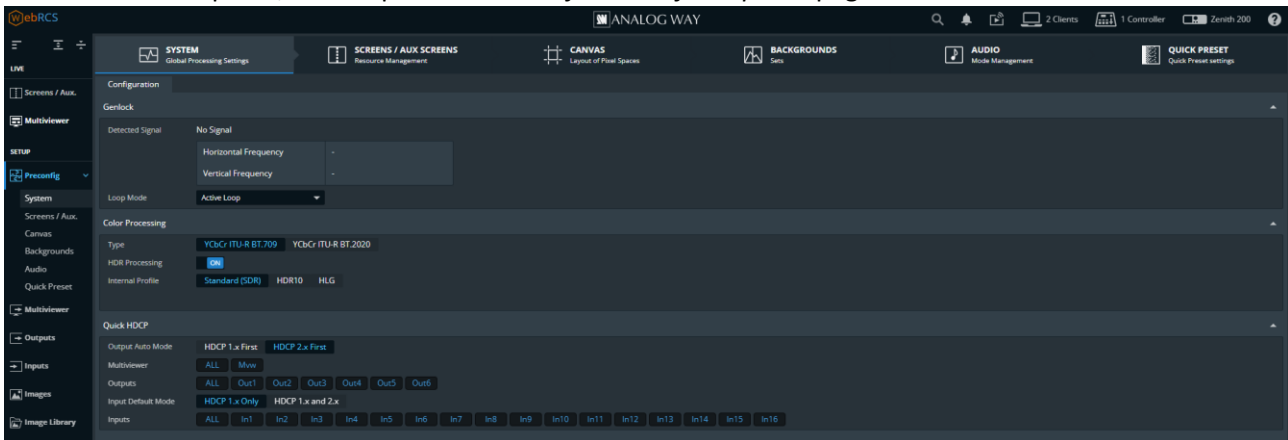 WebRCS
ANALOG WAY
2 Clients
1 Controller
Zenith 200
LIVE
Screens / Aux.
Multiviewer
SETUP
Preconfig
System
Screens / Aux.
Canvas
Backgrounds
Audio
Quick Preset
Multiviewer
Outputs
Inputs
Images
Image Library
SYSTEM
Global Processing Settings
SCREENS / AUX SCREENS
Resource Management
CANVAS
Layout of Pixel Spaces
BACKGROUNDS
Sets
AUDIO
Mode Management
QUICK PRESET
Quick Preset settings
Configuration
Genlock
Detected Signal No Signal
Horizontal Frequency -
Vertical Frequency -
Loop Mode Active Loop
Color Processing
Type YCbCr ITU-R BT.709 YCbCr ITU-R BT.2020
HDR Processing ON
Internal Profile Standard (SDR) HDR10 HLG
Quick HDCP
Output Auto Mode HDCP 1.x First HDCP 2.x First
Multiviewer ALL Mvw
Outputs ALL Out1 Out2 Out3 Out4 Out5 Out6
Input Default Mode HDCP 1.x Only HDCP 1.x and 2.x
Inputs ALL In1 In2 In3 In4 In5 In6 In7 In8 In9 In10 In11 In12 In13 In14 In15 In16